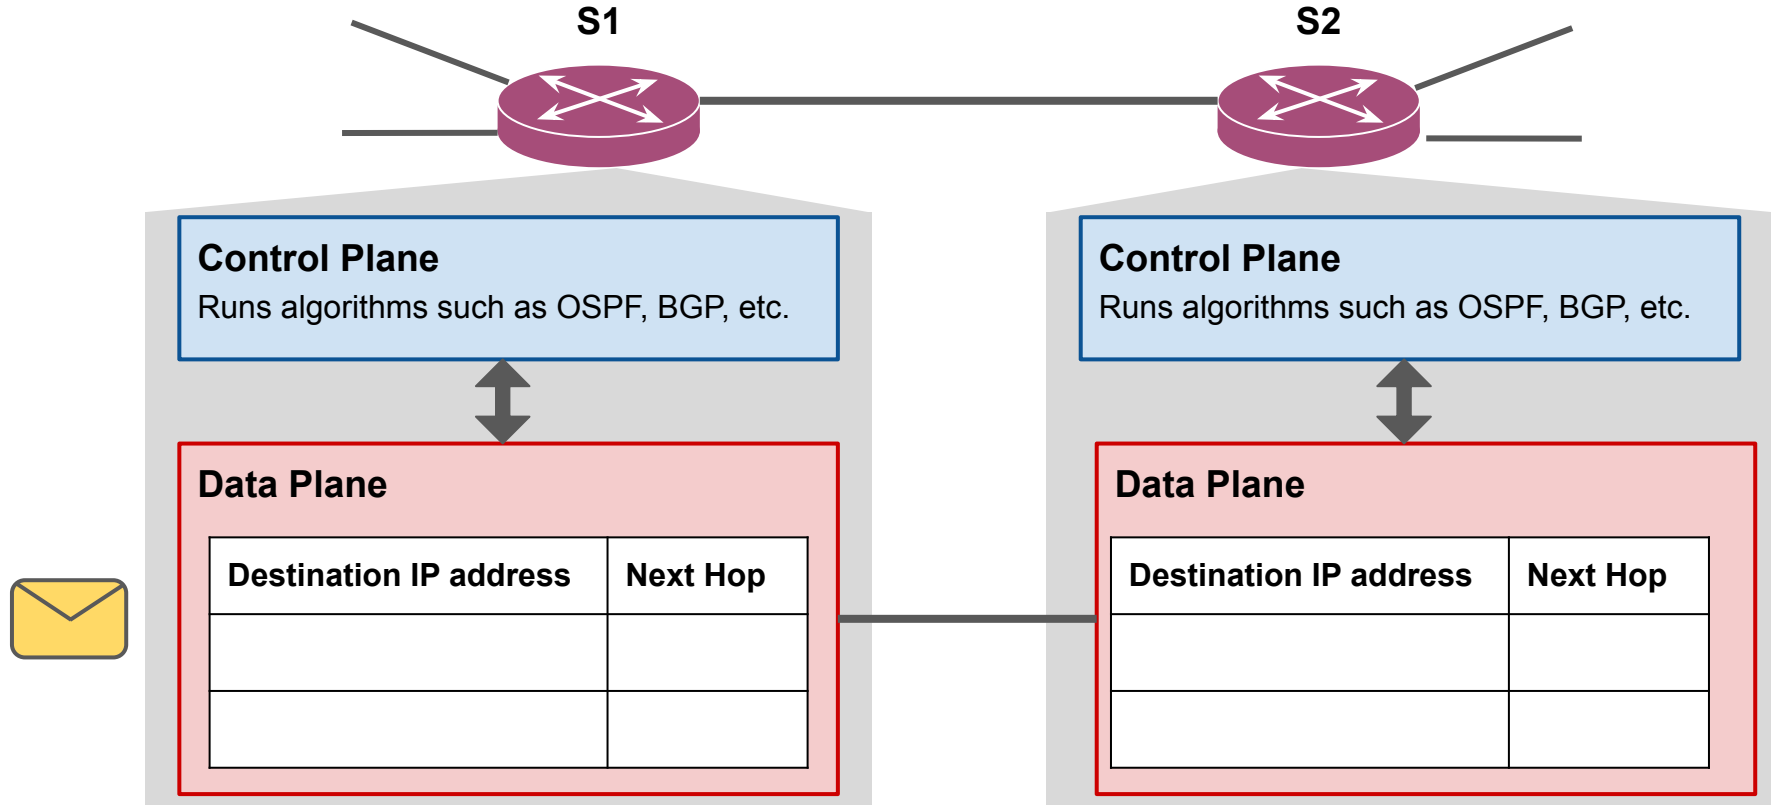 S1
S2
Control Plane
Runs algorithms such as OSPF, BGP, etc.
Data Plane
Destination IP address Next Hop
Control Plane
Runs algorithms such as OSPF, BGP, etc.
Data Plane
Destination IP address Next Hop